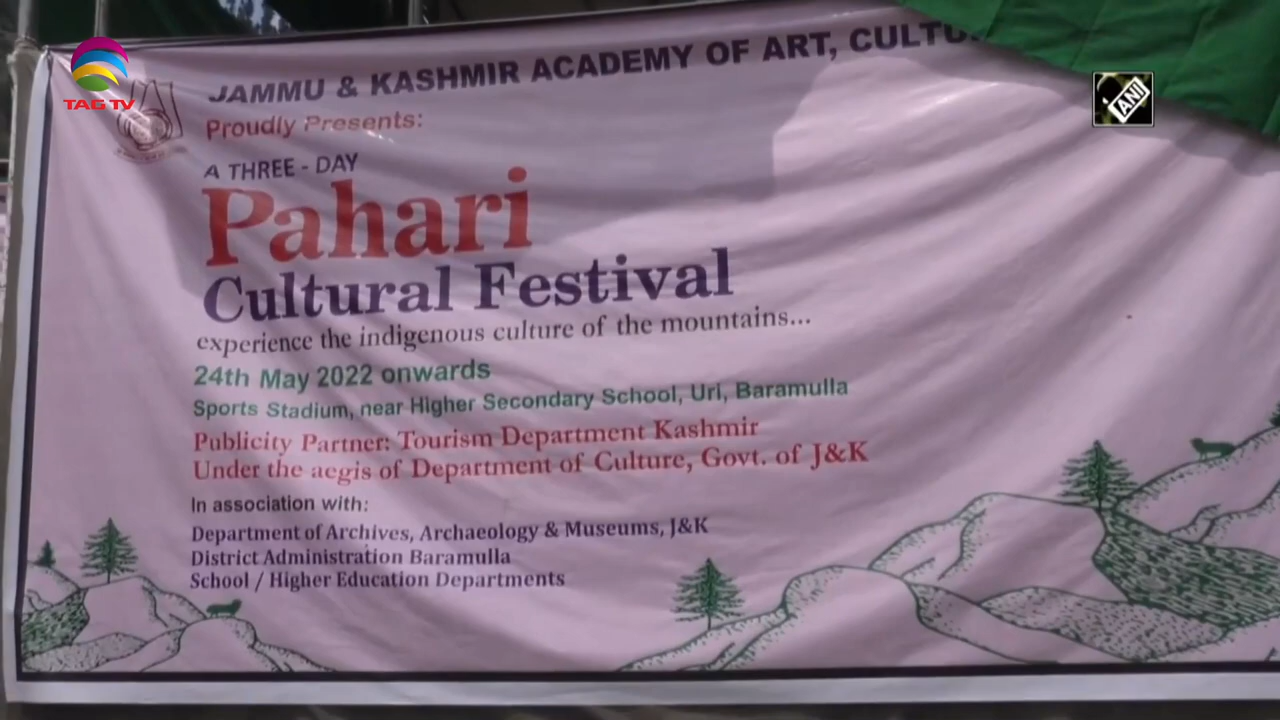 TAG TV
ANI
JAMMU & KASHMIR ACADEMY OF ART,
Proudly Presents:
A THREE - DAY
Pahari
Cultural Festival
experience the indigenous culture of the mountains...
24th May 2022 onwards
Sports Stadium, near Higher Secondary School, Uri, Baramulla
Publicity Partner: Tourism Department Kashmir
Under the aegis of Department of Culture, Govt. of J&K
In association with:
Department of Archives, Archaeology & Museums, J&K
District Administration Baramulla
School / Higher Education Departments